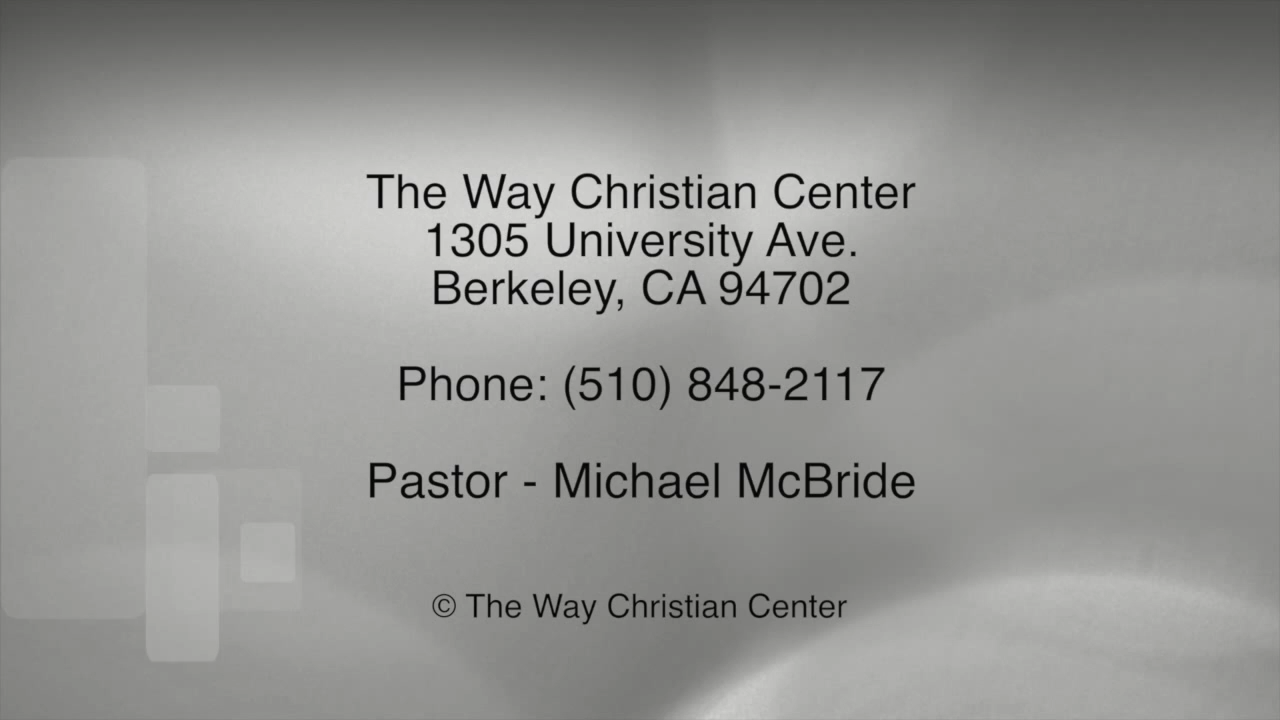 The Way Christian Center
1305 University Ave.
Berkeley, CA 94702
Phone: (510) 848-2117
Pastor - Michael McBride
© The Way Christian Center